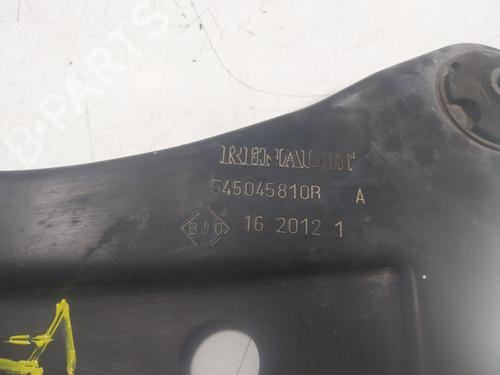 B-PARTS
RENAULT
545045810R A
BJO 16 2012 1